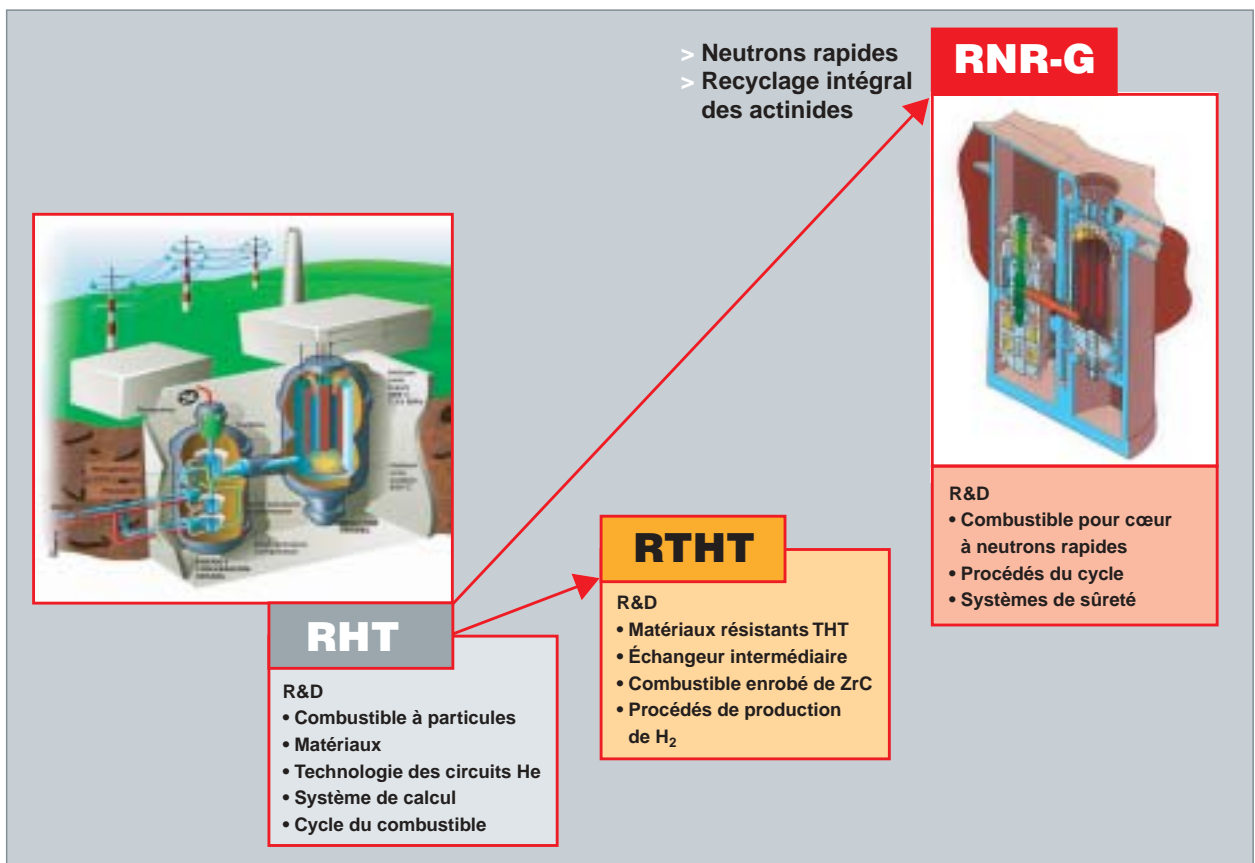 > Neutrons rapides
> Recyclage intégral
des actinides
RNR-G
R&D
• Combustible pour cœur
à neutrons rapides
• Procédés du cycle
• Systèmes de sûreté
RTHT
R&D
• Matériaux résistants THT
• Échangeur intermédiaire
• Combustible enrobé de ZrC
• Procédés de production
de H₂
RHT
R&D
• Combustible à particules
• Matériaux
• Technologie des circuits He
• Système de calcul
• Cycle du combustible